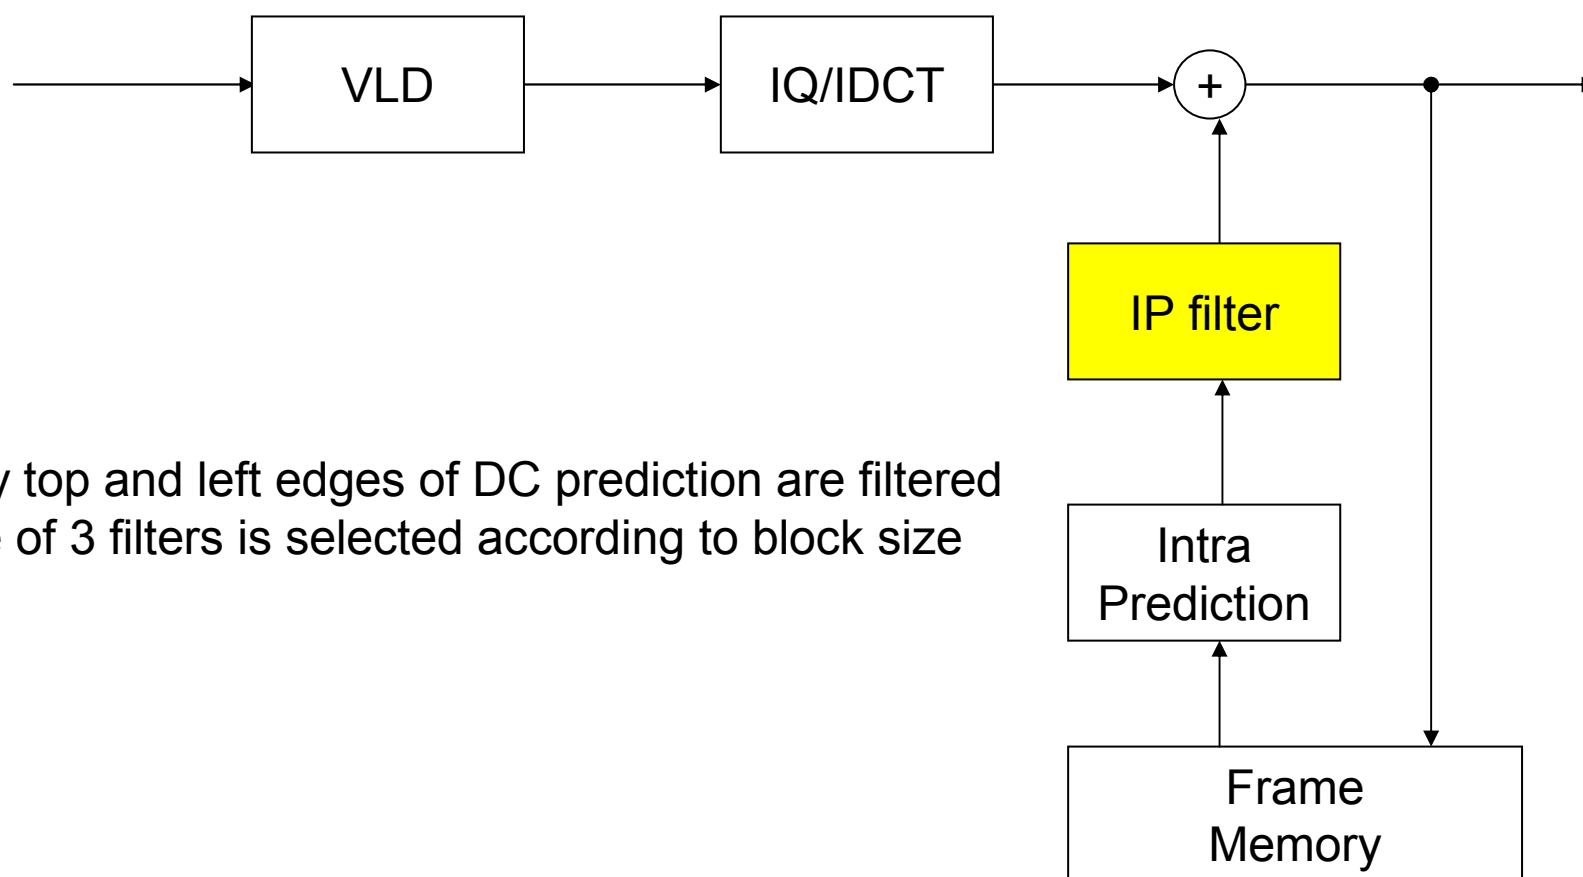 VLD
IQ/IDCT
+
IP filter
top and left edges of DC prediction are filtered
of 3 filters is selected according to block size
Intra
Prediction
Frame
Memory